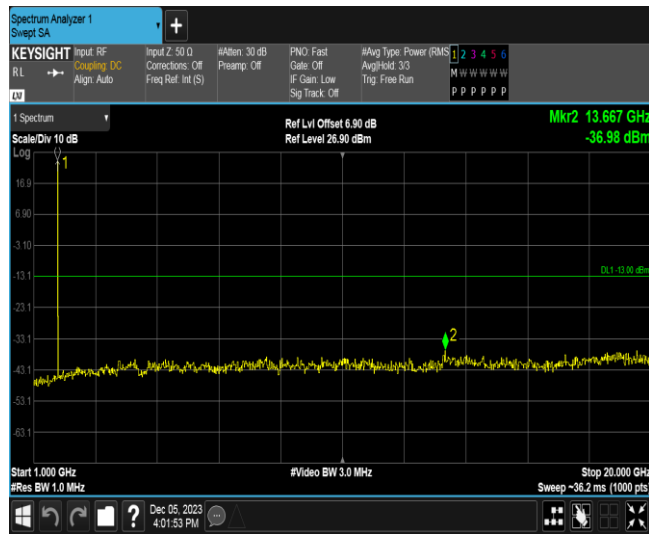 Spectrum Analyzer 1
Swept SA
KEYSIGHT
RL
LXI
Input: RF
Coupling: DC
Align: Auto
Input Z: 50 Ω
Corrections: Off
Freq Ref: Int (S)
#Atten: 30 dB
Preamp: Off
PNO: Fast
Gate: Off
IF Gain: Low
Sig Track: Off
#Avg Type: Power (RMS
Avg|Hold: 3/3
Trig: Free Run
1 2 3 4 5 6
M W W W W W
P P P P P P
1 Spectrum
Scale/Div 10 dB
Log
Ref Lvl Offset 6.90 dB
Ref Level 26.90 dBm
Mkr2 13.667 GHz
-36.98 dBm
1
16.9
6.90
-3.10
-13.1
DL1 -13.00 dBm
-23.1
-33.1
2
-43.1
-53.1
-63.1
Start 1.000 GHz
#Res BW 1.0 MHz
#Video BW 3.0 MHz
Stop 20.000 GHz
Sweep ~36.2 ms (1000 pts)
?
Dec 05, 2023
4:01:53 PM